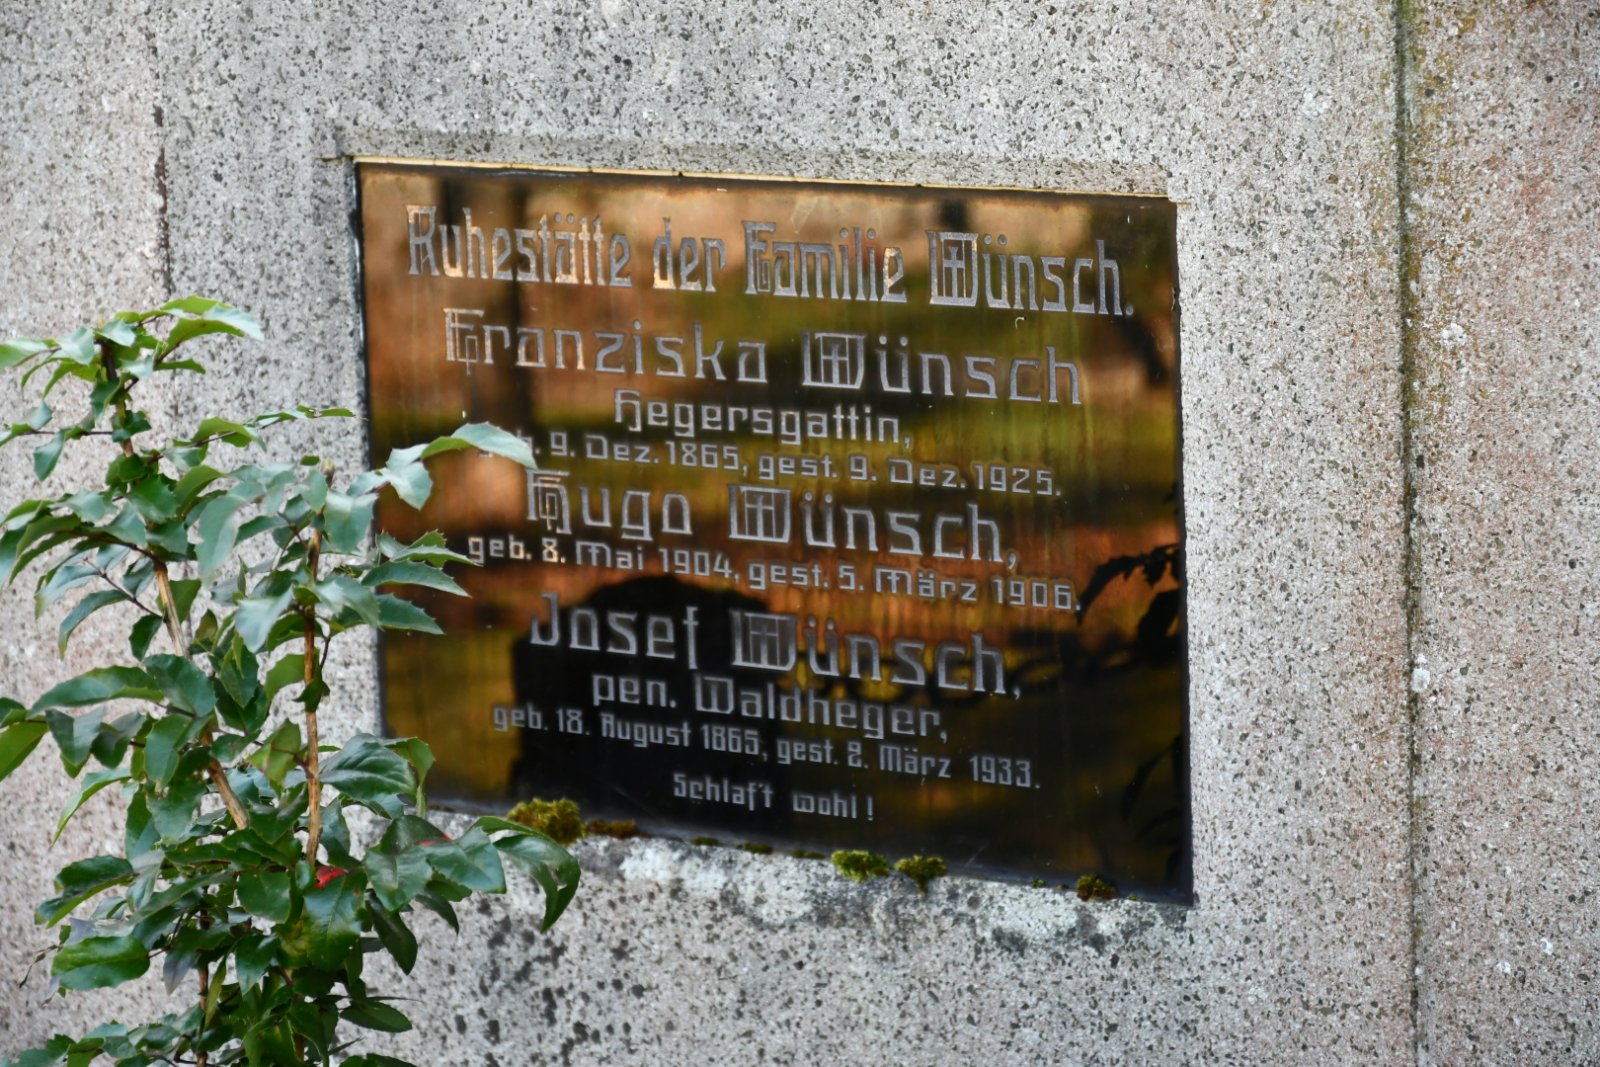 Ruhestätte der Familie Wünsch.
Franziska Wünsch
Hegersgattin,
9. Dez. 1865, gest. 9. Dez. 1925.
Hugo Wünsch,
geb. 8. Mai 1904, gest. 5. März 1906.
Josef Wünsch,
pen. Waldheger,
geb. 18. August 1865, gest. 2. März 1933.
Schlaft wohl!